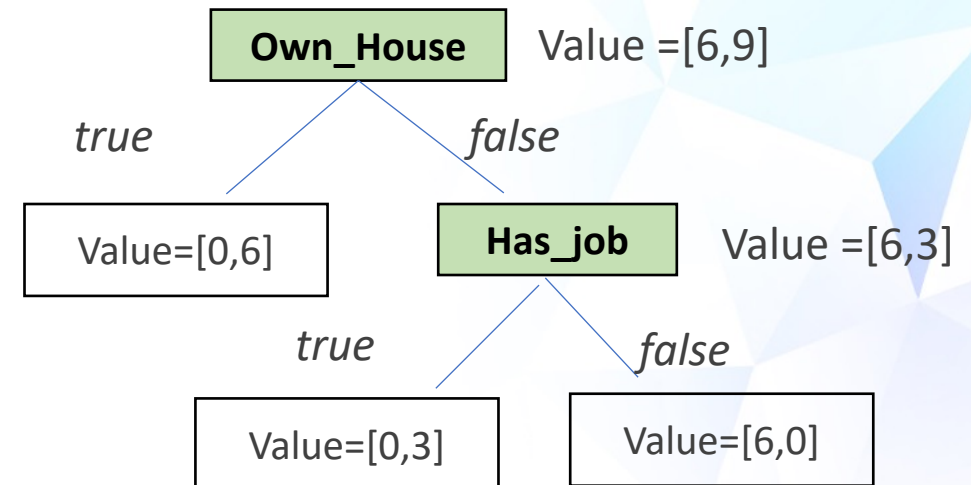 Own_House
Value =[6,9]
true
false
Value=[0,6]
Has_job
Value =[6,3]
true
false
Value=[0,3]
Value=[6,0]